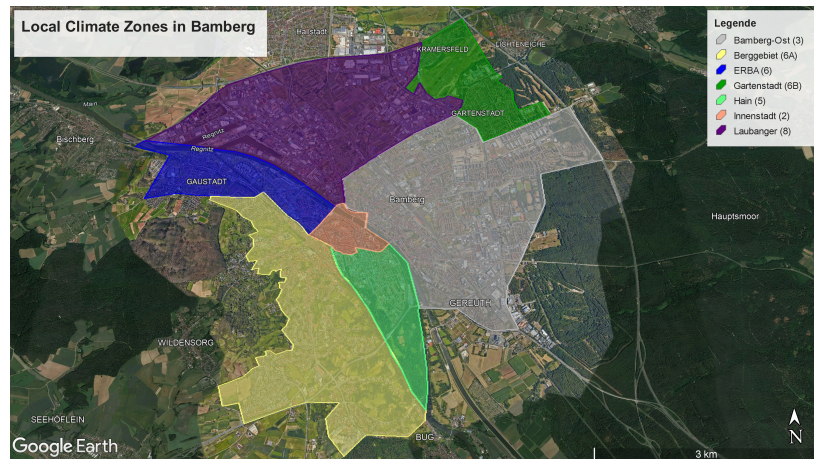 Local Climate Zones in Bamberg
Hallstadt
KRAMERSFELD
LICHTENEICHE
Legende
Bamberg-Ost (3)
Berggebiet (6A)
ERBA (6)
Gartenstadt (6B)
Hain (5)
Innenstadt (2)
Laubanger (8)
Main
Bischberg
Regnitz
Regnitz
GARTENSTADT
GAUSTADT
Bamberg
Hauptsmoor
GEREUTH
WILDENSORG
SEEHÖFLEIN
BUG
Google Earth
N
3 km